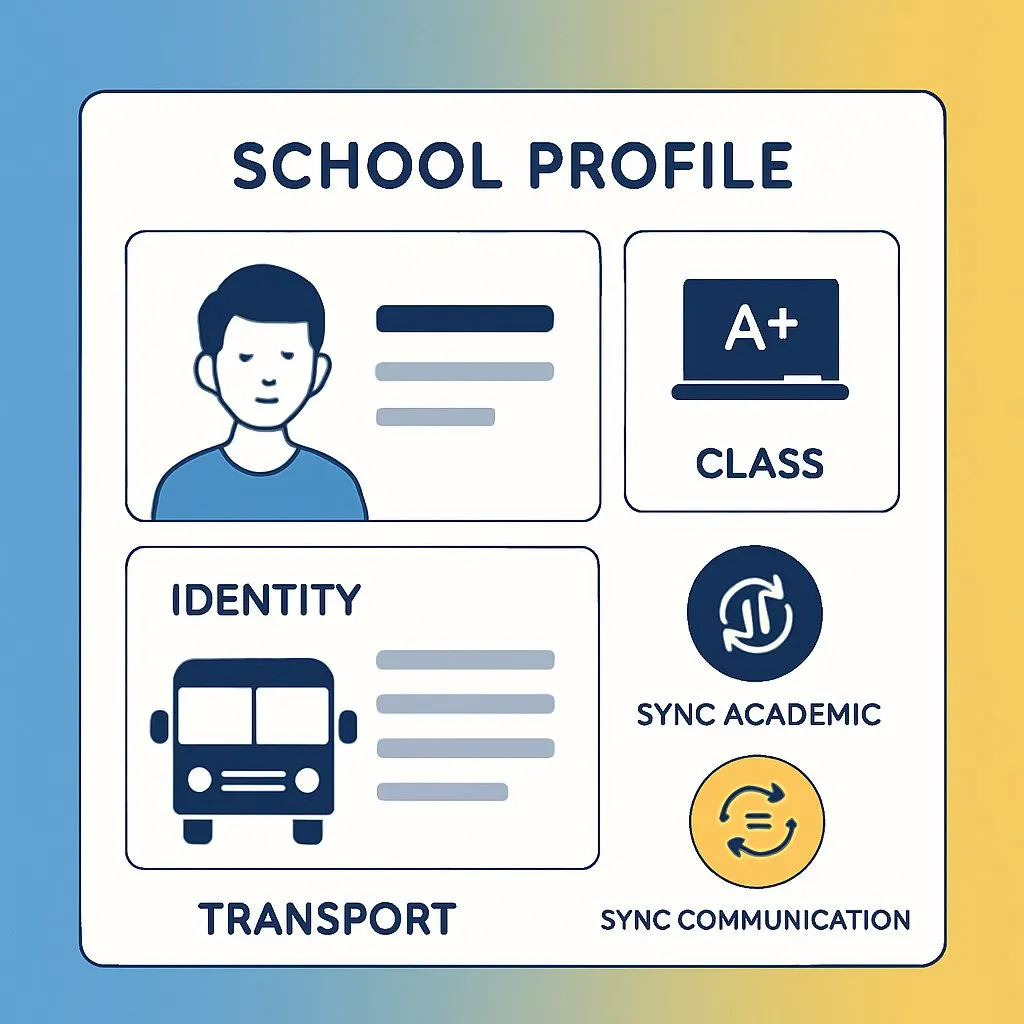 SCHOOL PROFILE
A+
CLASS
IDENTITY
SYNC ACADEMIC
TRANSPORT
SYNC COMMUNICATION